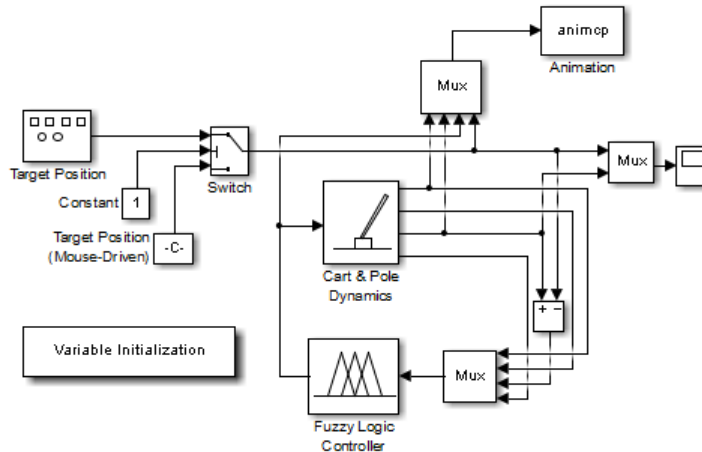 animcp
Animation
Mux
Target Position
Switch
Mux
Constant
1
Target Position
(Mouse-Driven)
-C-
Cart & Pole
Dynamics
+ −
Variable Initialization
Mux
Fuzzy Logic
Controller